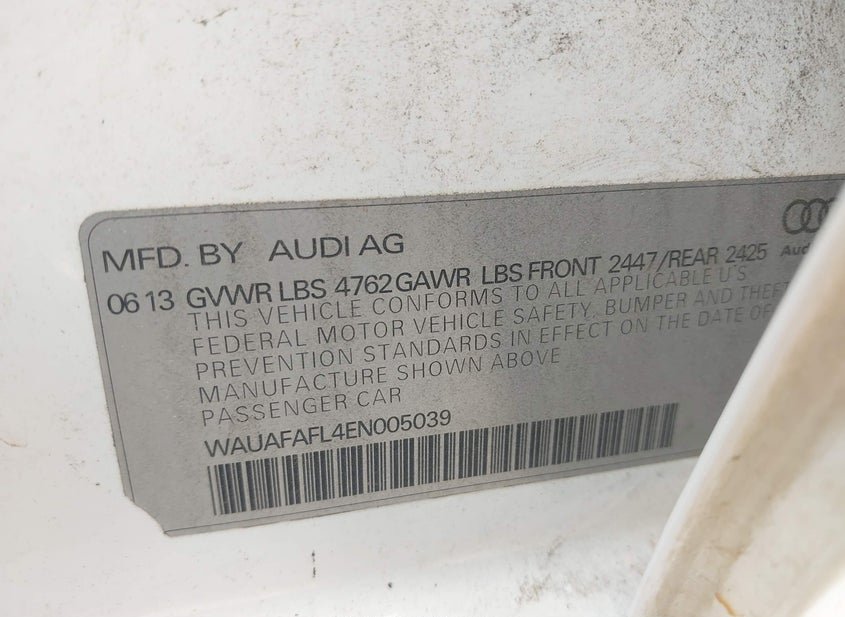 MFD. BY AUDI AG
06 13 GVWR LBS 4762 GAWR LBS FRONT 2447/REAR 2425
THIS VEHICLE CONFORMS TO ALL APPLICABLE U'S
FEDERAL MOTOR VEHICLE SAFETY, BUMPER AND THEFT
PREVENTION STANDARDS IN EFFECT ON THE DATE OF
MANUFACTURE SHOWN ABOVE
PASSENGER CAR
WAUAFAFL4EN005039